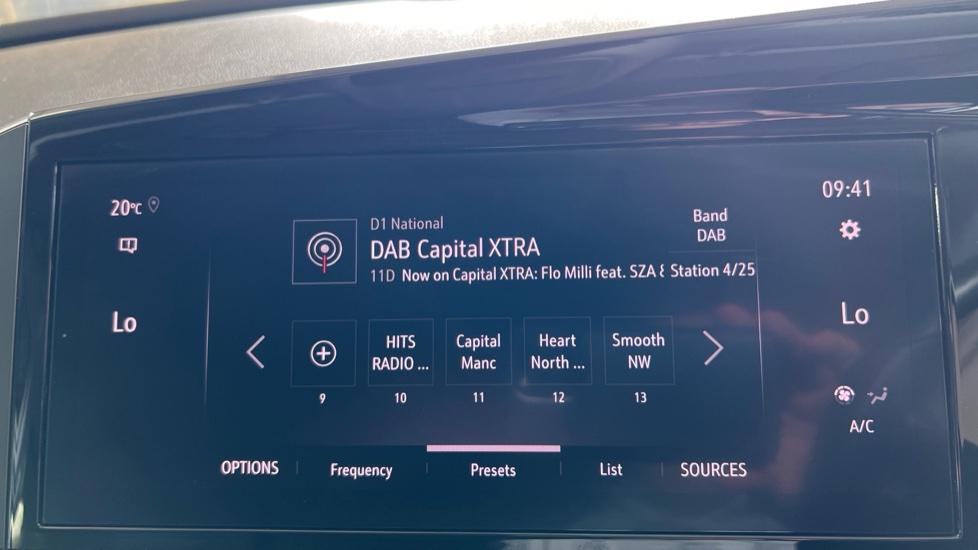 20°C
09:41
D1 National
Band
DAB
DAB Capital XTRA
11D Now on Capital XTRA: Flo Milli feat. SZA & Station 4/25
Lo
Lo
HITS
RADIO ...
Capital
Manc
Heart
North ...
Smooth
NW
9
10
11
12
13
A/C
OPTIONS
Frequency
Presets
List
SOURCES